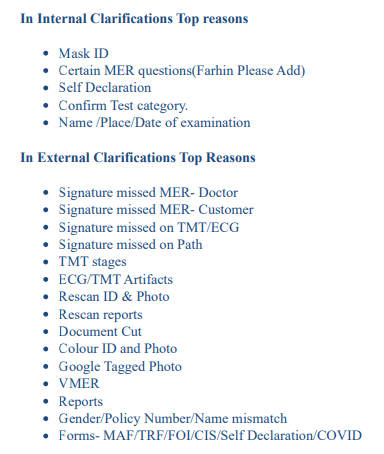 In Internal Clarifications Top reasons
Mask ID
Certain MER questions(Farhin Please Add)
Self Declaration
Confirm Test category.
Name /Place/Date of examination
In External Clarifications Top Reasons
Signature missed MER- Doctor
Signature missed MER- Customer
Signature missed on TMT/ECG
Signature missed on Path
TMT stages
ECG/TMT Artifacts
Rescan ID & Photo
Rescan reports
Document Cut
Colour ID and Photo
Google Tagged Photo
VMER
Reports
Gender/Policy Number/Name mismatch
Forms- MAF/TRF/FOI/CIS/Self Declaration/COVID